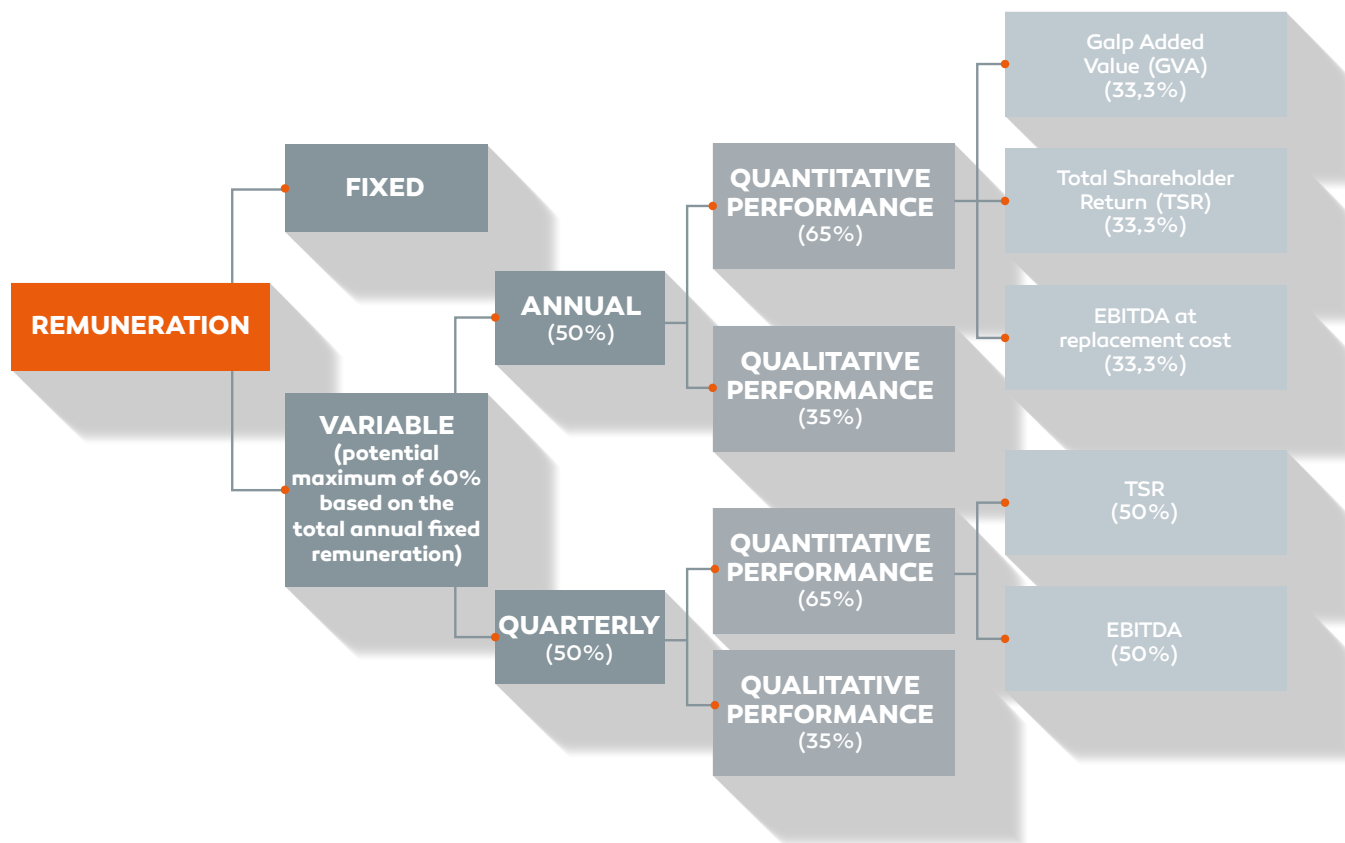 REMUNERATION
FIXED
VARIABLE
(potential
maximum of 60%
based on the
total annual fixed
remuneration)
ANNUAL
(50%)
QUARTERLY
(50%)
QUANTITATIVE
PERFORMANCE
(65%)
QUALITATIVE
PERFORMANCE
(35%)
QUANTITATIVE
PERFORMANCE
(65%)
QUALITATIVE
PERFORMANCE
(35%)
Galp Added
Value (GVA)
(33,3%)
Total Shareholder
Return (TSR)
(33,3%)
EBITDA at
replacement cost
(33,3%)
TSR
(50%)
EBITDA
(50%)